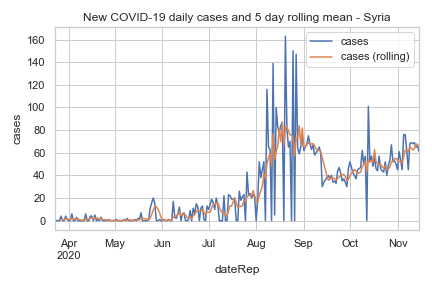 New COVID-19 daily cases and 5 day rolling mean - Syria
cases
cases (rolling)
160
140
120
100
80
60
40
20
0
cases
Apr May Jun Jul Aug Sep Oct Nov
2020
dateRep